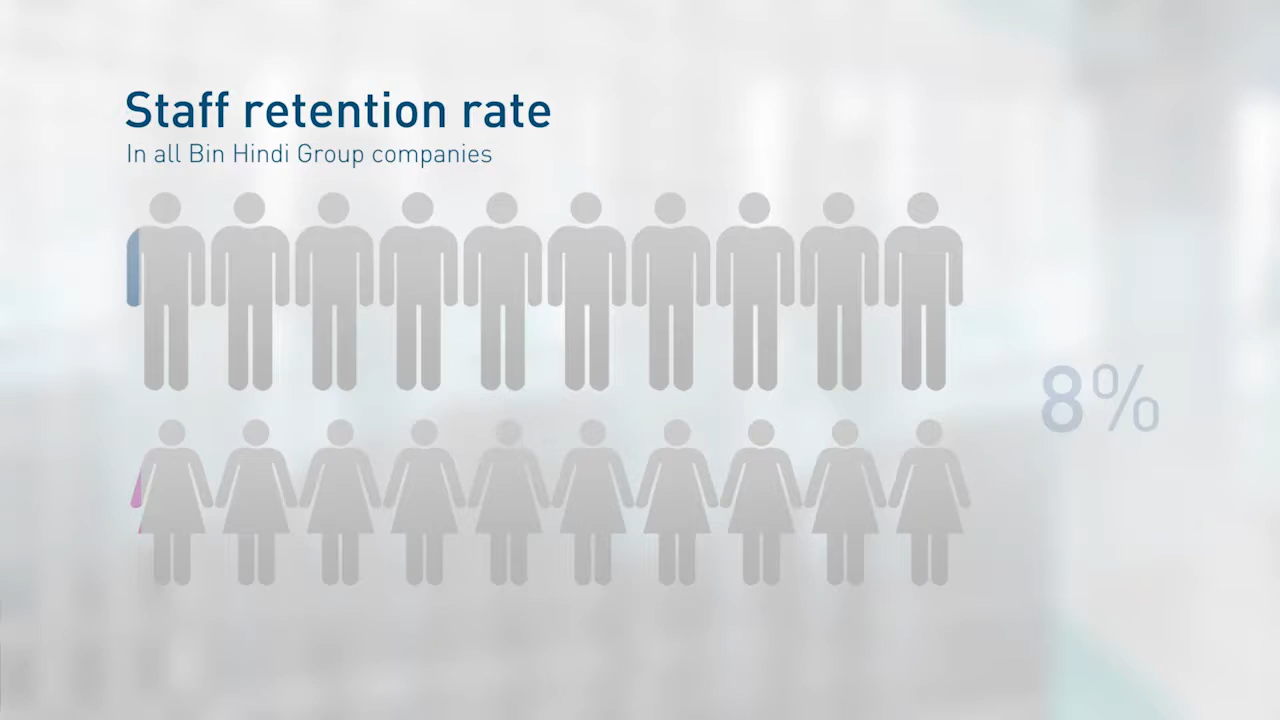 Staff retention rate
In all Bin Hindi Group companies
8%